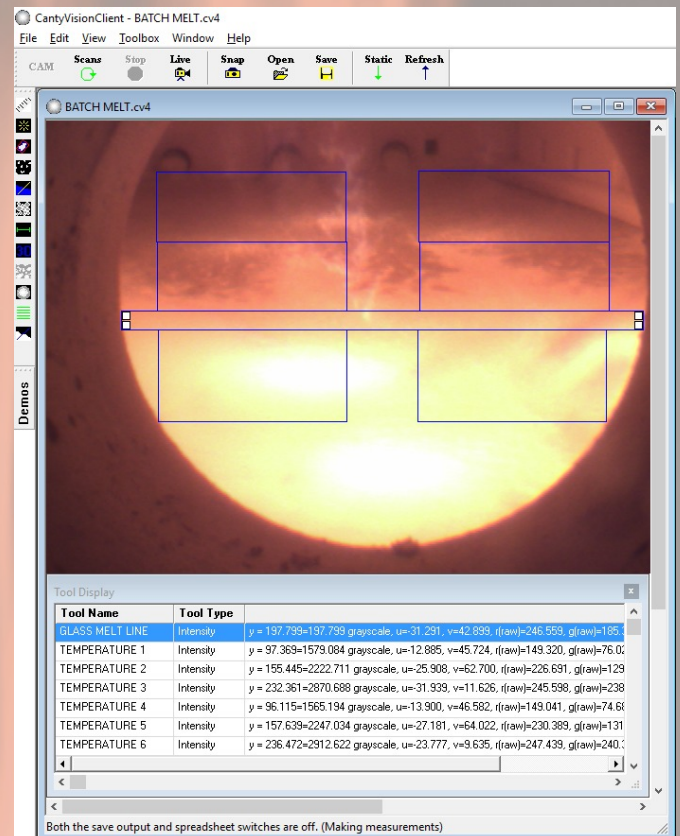 CantyVisionClient - BATCH MELT.cv4
File Edit View Toolbox Window Help
CAM Scans Stop Live Snap Open Save Static Refresh
BATCH MELT.cv4
Demos
Tool Display
Tool Name Tool Type
GLASS MELT LINE Intensity y = 197.799=197.799 grayscale, u=-31.291, v=42.899, r(raw)=246.559, g(raw)=185.
TEMPERATURE 1 Intensity y = 97.369=1579.084 grayscale, u=-12.885, v=45.724, r(raw)=149.320, g(raw)=76.02
TEMPERATURE 2 Intensity y = 155.445=2222.711 grayscale, u=-25.908, v=62.700, r(raw)=226.691, g(raw)=129
TEMPERATURE 3 Intensity y = 232.361=2870.688 grayscale, u=-31.939, v=11.626, r(raw)=245.598, g(raw)=238
TEMPERATURE 4 Intensity y = 96.115=1565.194 grayscale, u=-13.900, v=46.582, r(raw)=149.041, g(raw)=74.68
TEMPERATURE 5 Intensity y = 157.639=2247.034 grayscale, u=-27.181, v=64.022, r(raw)=230.389, g(raw)=131
TEMPERATURE 6 Intensity y = 236.472=2912.622 grayscale, u=-23.777, v=9.635, r(raw)=247.439, g(raw)=240.
Both the save output and spreadsheet switches are off. (Making measurements)